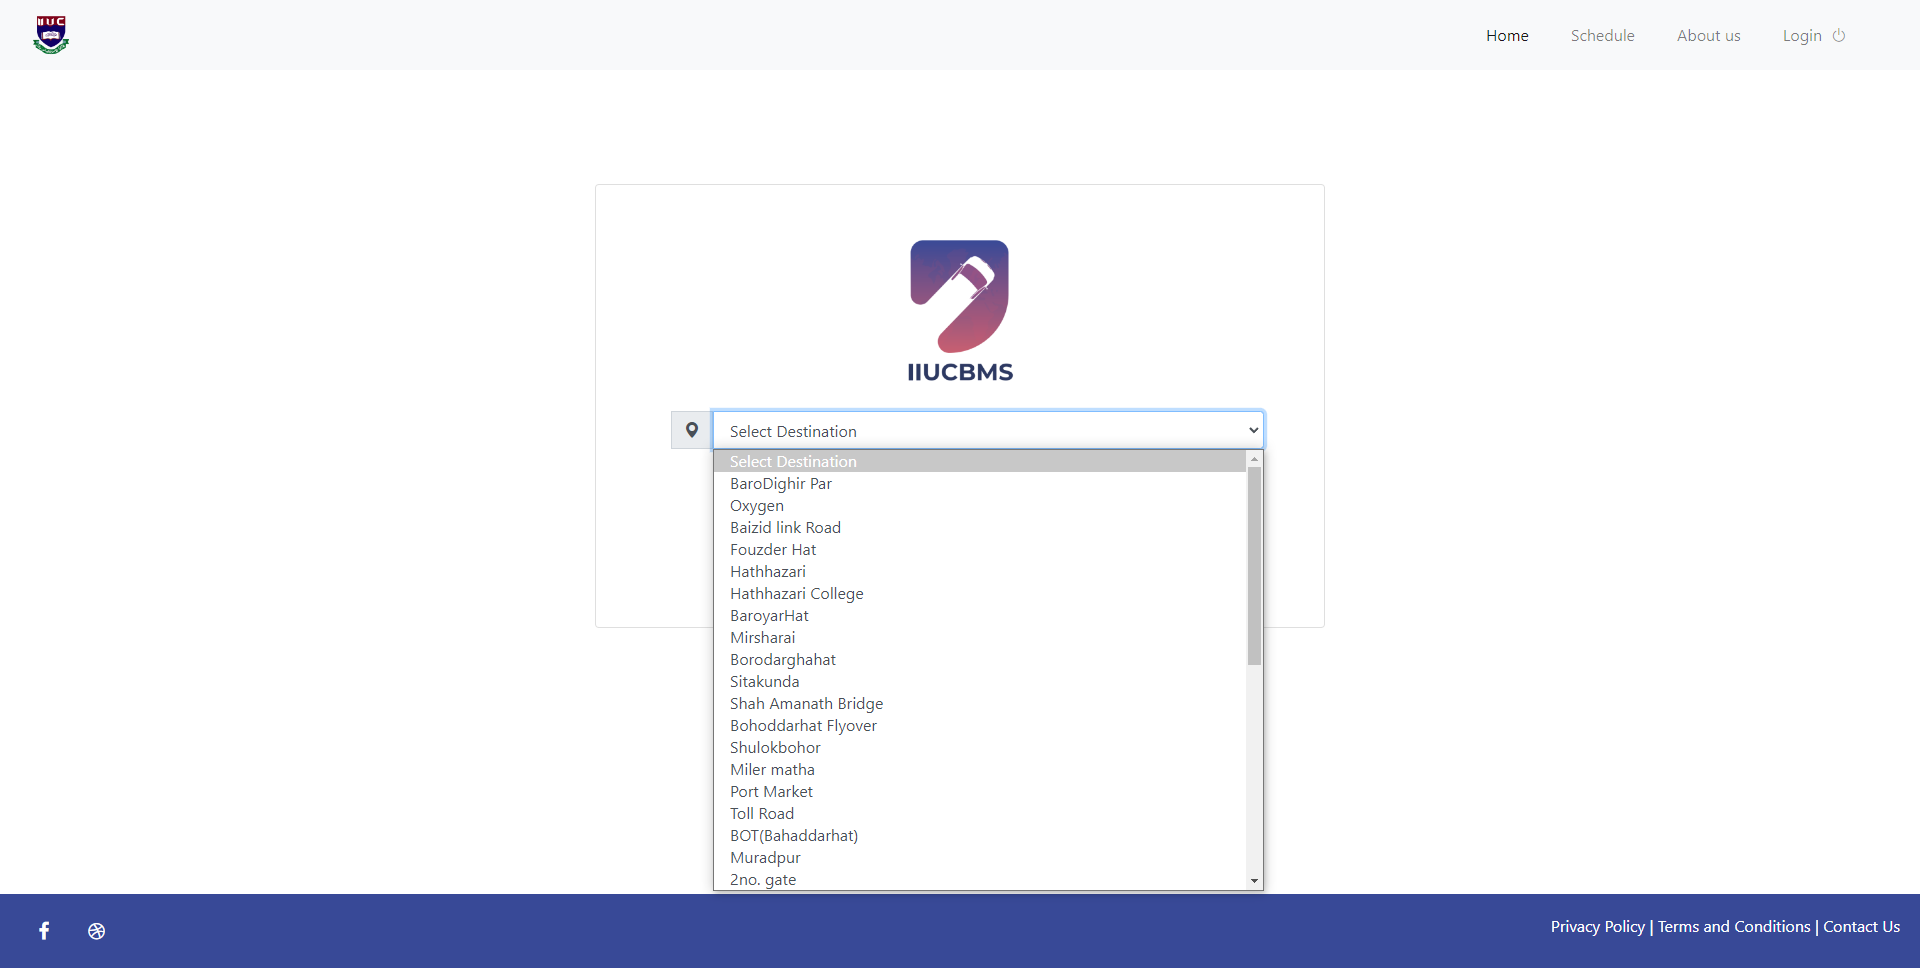 IIUC
Home
Schedule
About us
Login
IIUCBMS
Select Destination
Select Destination
BaroDighir Par
Oxygen
Baizid link Road
Fouzder Hat
Hathhazari
Hathhazari College
BaroyarHat
Mirsharai
Borodarghahat
Sitakunda
Shah Amanath Bridge
Bohoddarhat Flyover
Shulokbohor
Miler matha
Port Market
Toll Road
BOT(Bahaddarhat)
Muradpur
2no. gate
Privacy Policy | Terms and Conditions | Contact Us